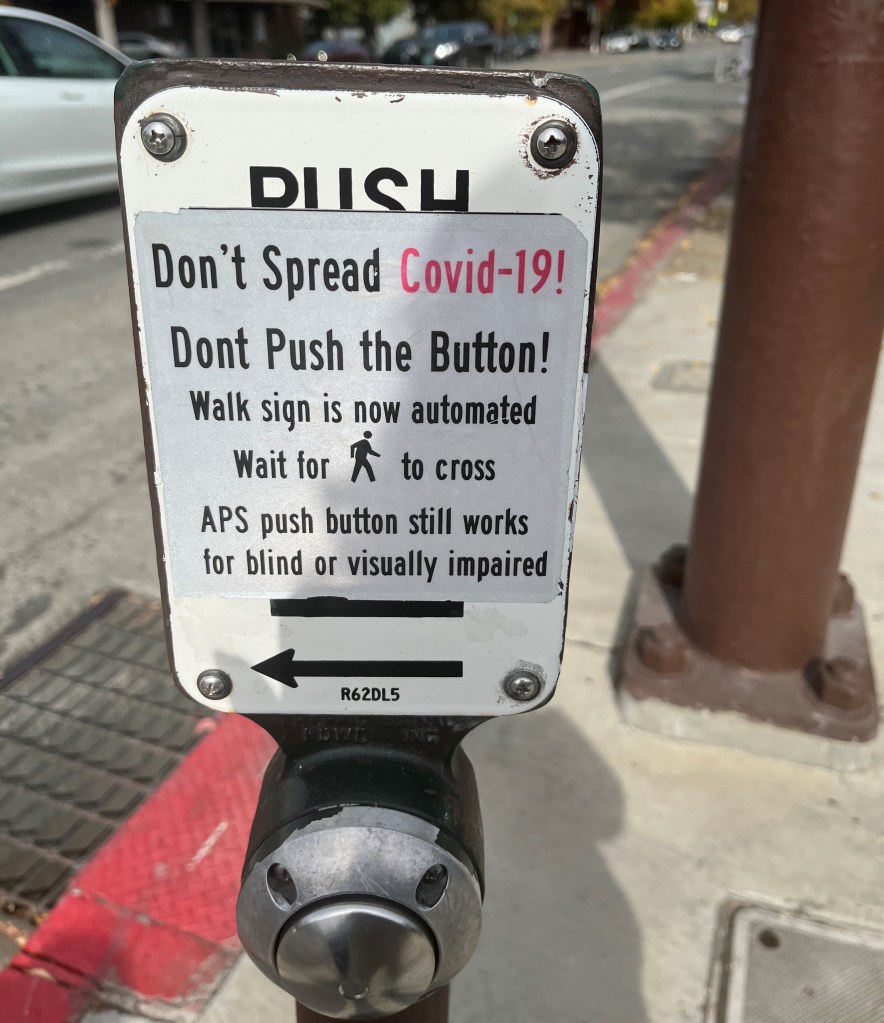 PUSH
Don't Spread Covid-19!
Dont Push the Button!
Walk sign is now automated
Wait for to cross
APS push button still works
for blind or visually impaired
R62DL5